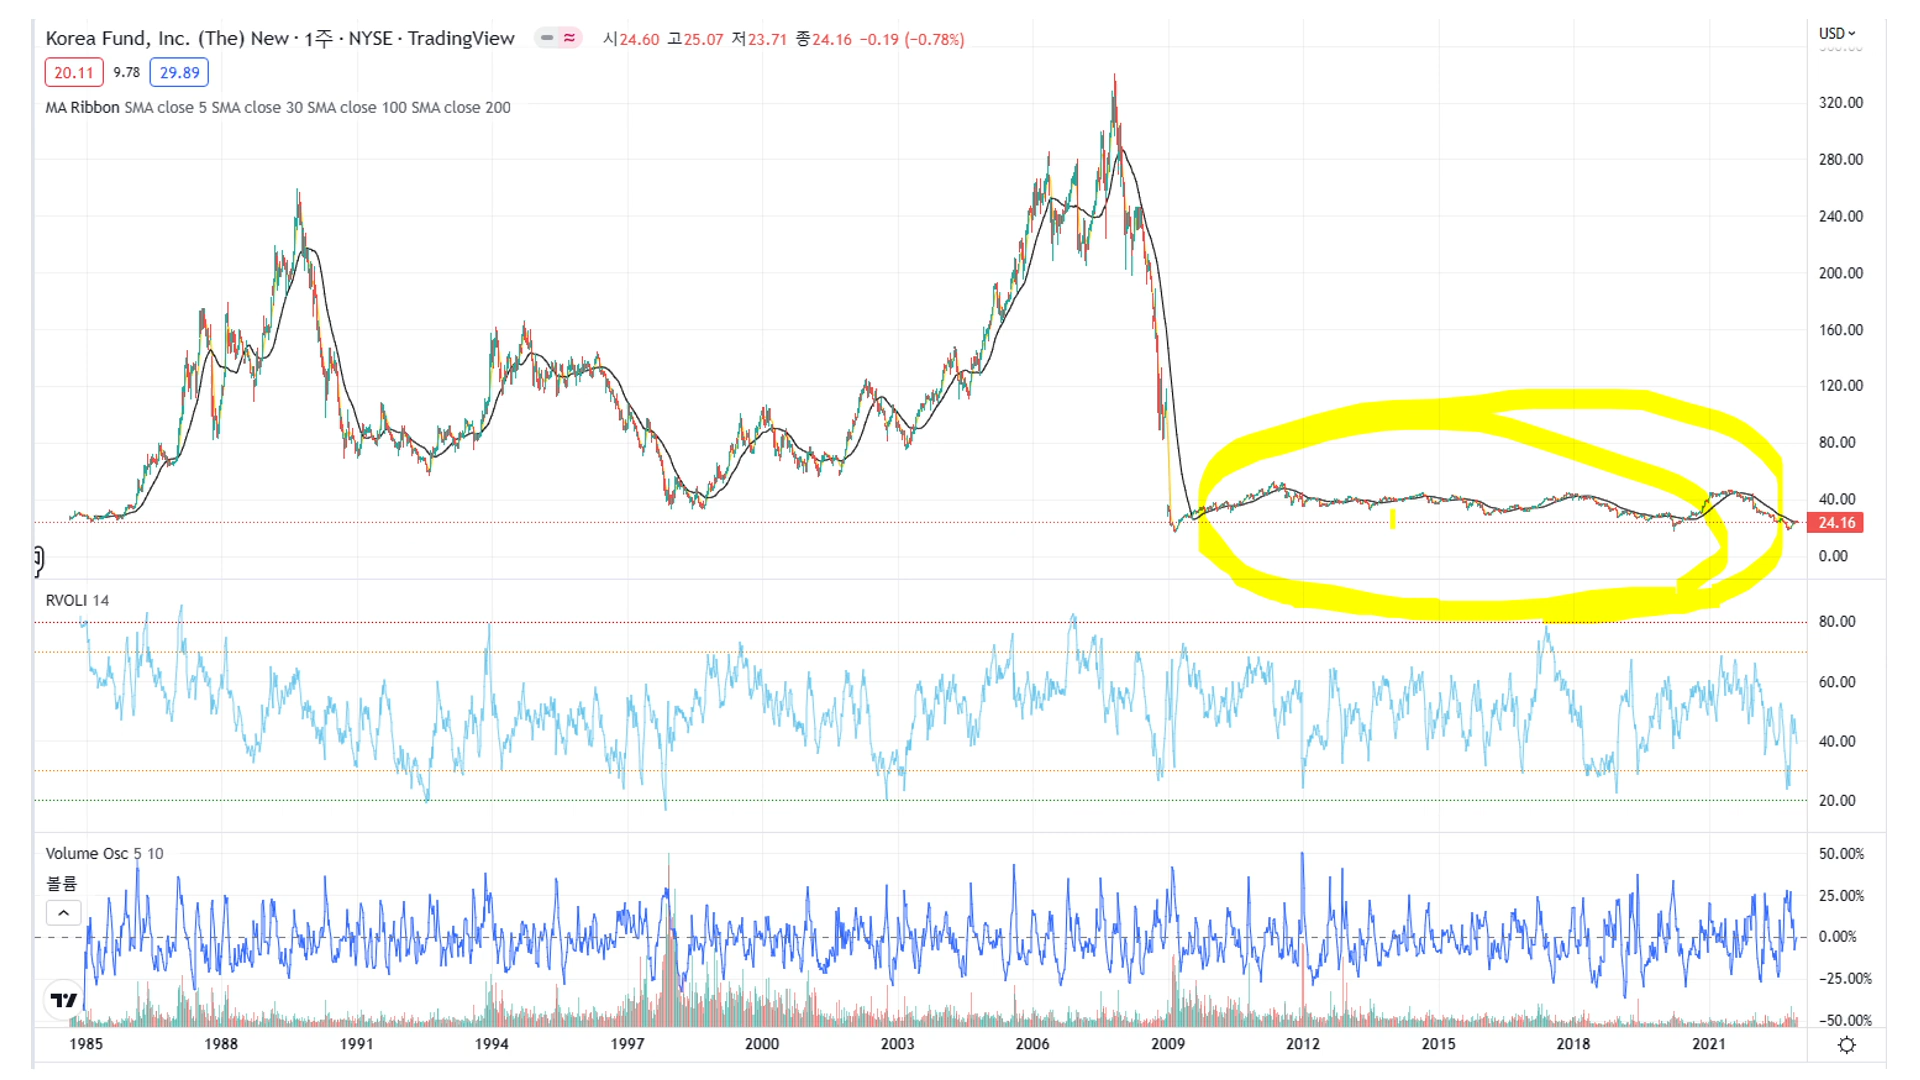 Korea Fund, Inc. (The) New · 1주 · NYSE · TradingView 시24.60 고25.07 저23.71 종24.16 −0.19 (−0.78%)
USD
20.11 9.78 29.89
MA Ribbon SMA close 5 SMA close 30 SMA close 100 SMA close 200
320.00
280.00
240.00
200.00
160.00
120.00
80.00
40.00
24.16
0.00
RVOLI 14
80.00
60.00
40.00
20.00
Volume Osc 5 10
볼륨
50.00%
25.00%
0.00%
−25.00%
−50.00%
1985 1988 1991 1994 1997 2000 2003 2006 2009 2012 2015 2018 2021